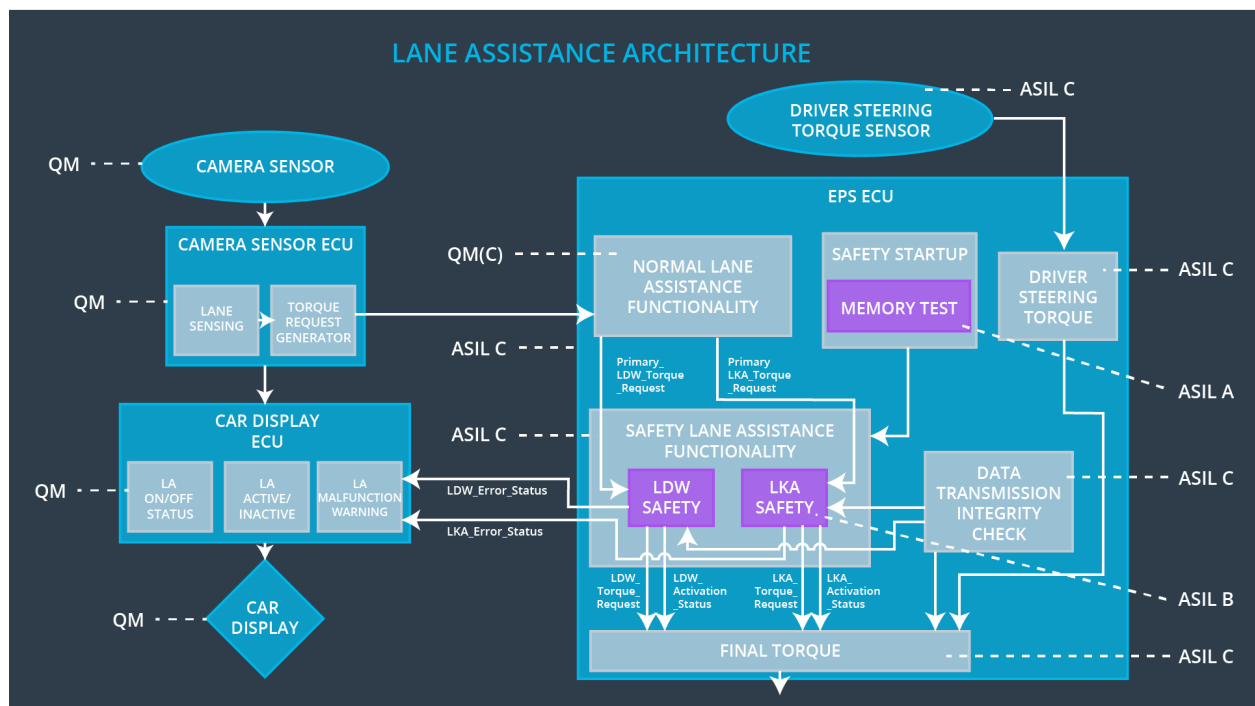 LANE ASSISTANCE ARCHITECTURE
ASIL C
DRIVER STEERING
TORQUE SENSOR
QM
CAMERA SENSOR
EPS ECU
CAMERA SENSOR ECU
QM(C)
NORMAL LANE
ASSISTANCE
FUNCTIONALITY
SAFETY STARTUP
MEMORY TEST
DRIVER
STEERING
TORQUE
ASIL C
QM
LANE
SENSING
TORQUE
REQUEST
GENERATOR
ASIL C
Primary_
LDW_Torque
_Request
Primary
LKA_Torque
_Request
ASIL A
CAR DISPLAY
ECU
ASIL C
SAFETY LANE ASSISTANCE
FUNCTIONALITY
QM
LA
ON/OFF
STATUS
LA
ACTIVE/
INACTIVE
LA
MALFUNCTION
WARNING
LDW_Error_Status
LKA_Error_Status
LDW
SAFETY
LKA
SAFETY
DATA
TRANSMISSION
INTEGRITY
CHECK
ASIL C
LDW_
Torque_
Request
LDW_
Activation
_Status
LKA_
Torque_
Request
LKA_
Activation
_Status
ASIL B
QM
CAR
DISPLAY
FINAL TORQUE
ASIL C